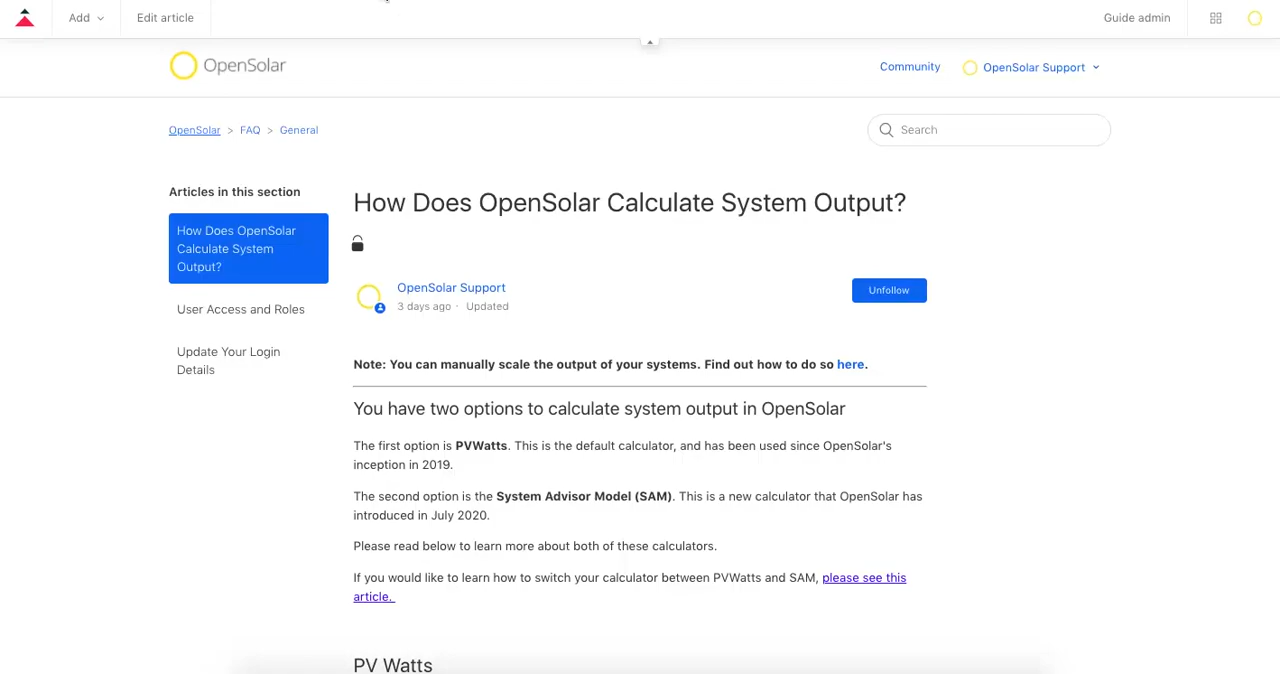 Add
Edit article
Guide admin
OpenSolar
Community
OpenSolar Support
OpenSolar > FAQ > General
Search
Articles in this section
How Does OpenSolar
Calculate System
Output?
User Access and Roles
Update Your Login
Details
How Does OpenSolar Calculate System Output?
OpenSolar Support
3 days ago · Updated
Unfollow
Note: You can manually scale the output of your systems. Find out how to do so here.
You have two options to calculate system output in OpenSolar
The first option is PVWatts. This is the default calculator, and has been used since OpenSolar's
inception in 2019.
The second option is the System Advisor Model (SAM). This is a new calculator that OpenSolar has
introduced in July 2020.
Please read below to learn more about both of these calculators.
If you would like to learn how to switch your calculator between PVWatts and SAM, please see this
article.
PV Watts